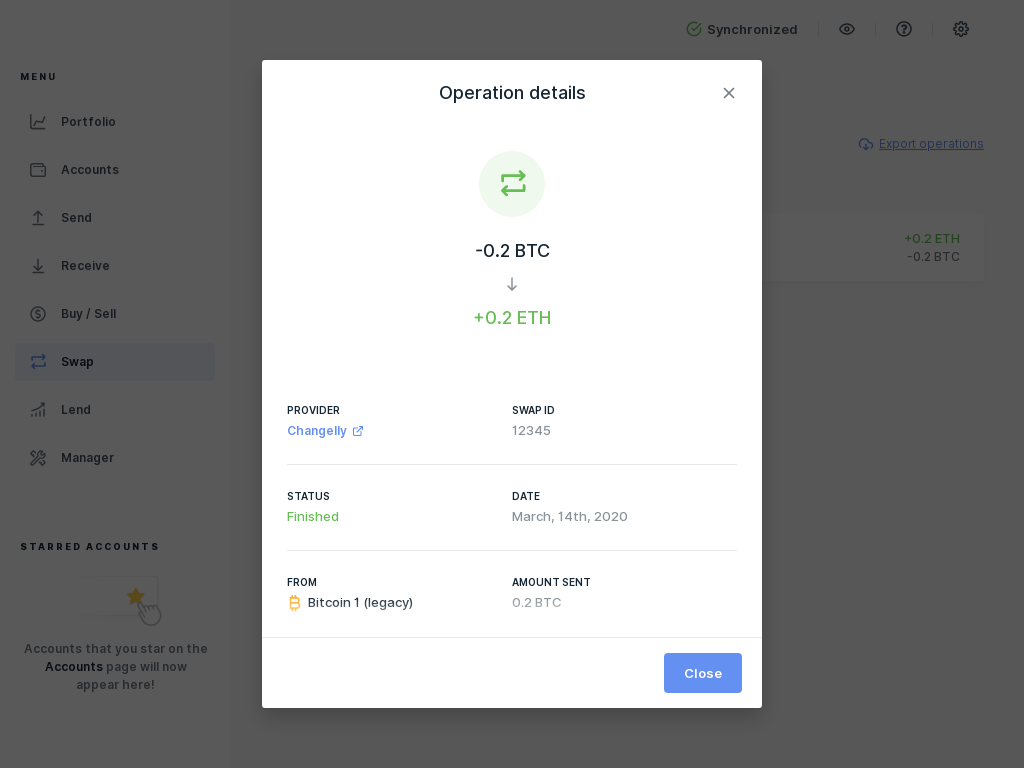 Synchronized
MENU
Portfolio
Accounts
Send
Receive
Buy / Sell
Swap
Lend
Manager
STARRED ACCOUNTS
Accounts that you star on the
Accounts page will now
appear here!
Export operations
+0.2 ETH
-0.2 BTC
Operation details
-0.2 BTC
+0.2 ETH
PROVIDER
Changelly
SWAP ID
12345
STATUS
Finished
DATE
March, 14th, 2020
FROM
Bitcoin 1 (legacy)
AMOUNT SENT
0.2 BTC
Close